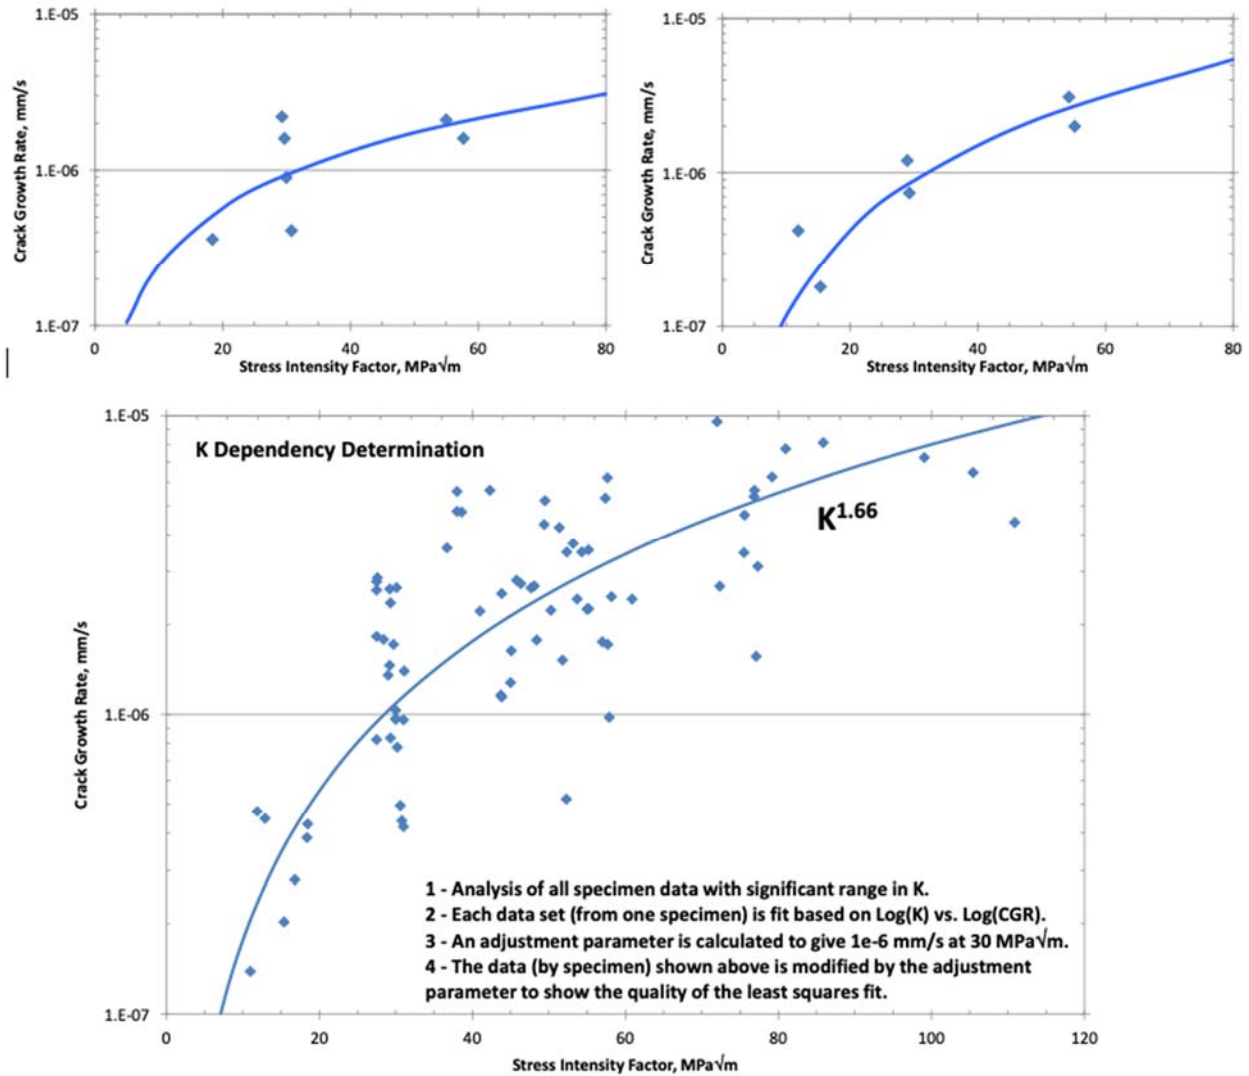 1.E-05
1.E-06
1.E-07
Crack Growth Rate, mm/s
0 20 40 60 80
Stress Intensity Factor, MPa√m
1.E-05
1.E-06
1.E-07
Crack Growth Rate, mm/s
0 20 40 60 80
Stress Intensity Factor, MPa√m
1.E-05
K Dependency Determination
K1.66
1.E-06
Crack Growth Rate, mm/s
1 - Analysis of all specimen data with significant range in K.
2 - Each data set (from one specimen) is fit based on Log(K) vs. Log(CGR).
3 - An adjustment parameter is calculated to give 1e-6 mm/s at 30 MPa√m.
4 - The data (by specimen) shown above is modified by the adjustment
parameter to show the quality of the least squares fit.
1.E-07
0 20 40 60 80 100 120
Stress Intensity Factor, MPa√m